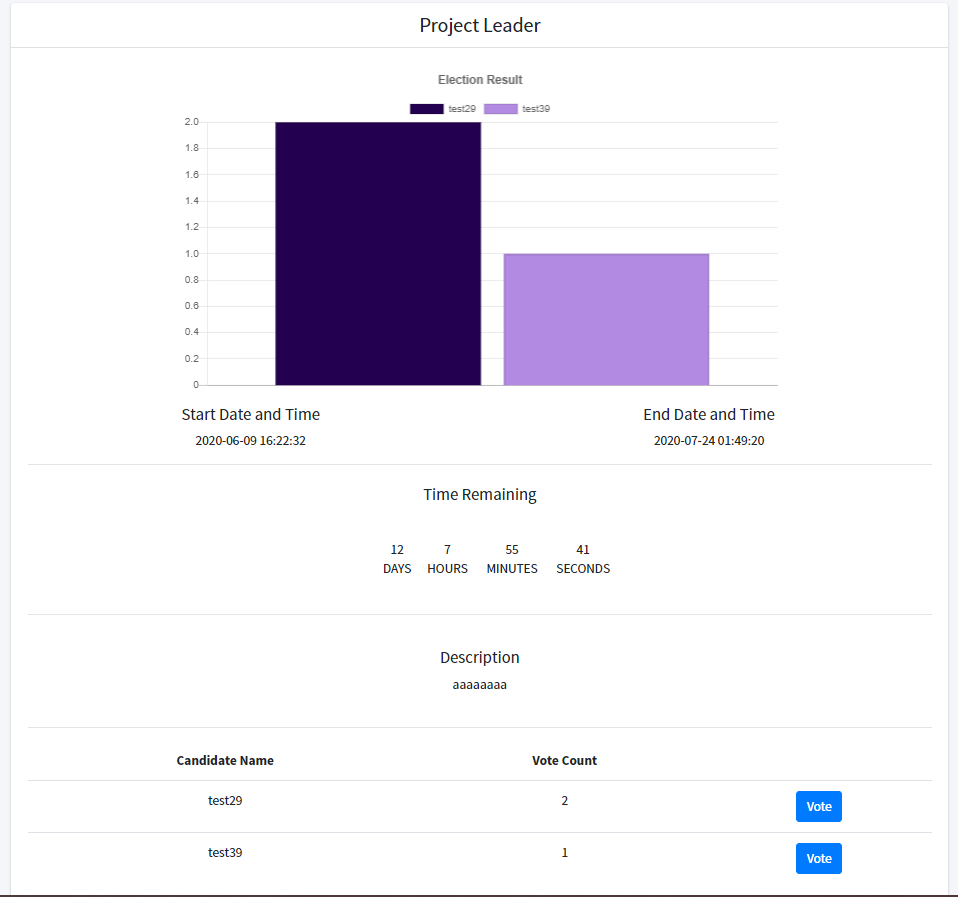 Project Leader
Election Result
test29 test39
2.0
1.8
1.6
1.4
1.2
1.0
0.8
0.6
0.4
0.2
0
Start Date and Time End Date and Time
2020-06-09 16:22:32 2020-07-24 01:49:20
Time Remaining
12 7 55 41
DAYS HOURS MINUTES SECONDS
Description
aaaaaaaa
Candidate Name Vote Count
test29 2 Vote
test39 1 Vote